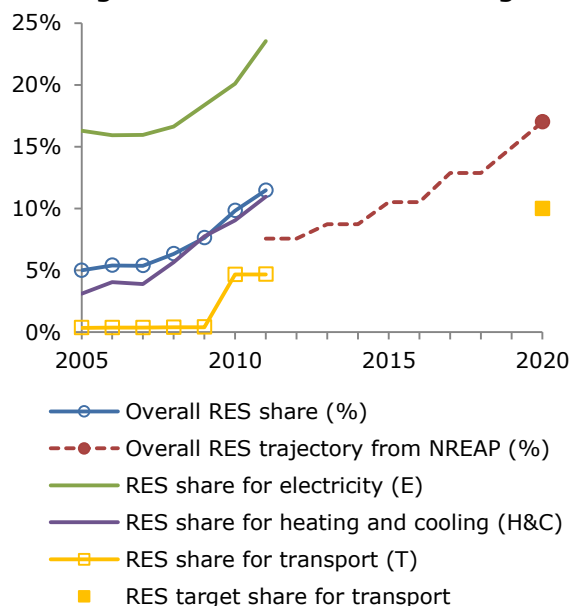 25%
20%
15%
10%
5%
0%
2005 2010 2015 2020
Overall RES share (%)
Overall RES trajectory from NREAP (%)
RES share for electricity (E)
RES share for heating and cooling (H&C)
RES share for transport (T)
RES target share for transport